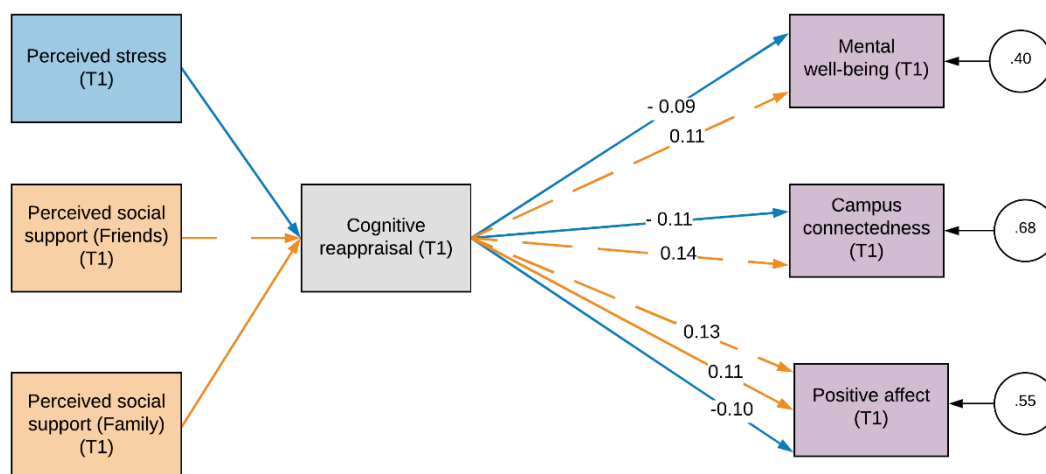 Perceived stress
(T1)
Perceived social
support (Friends)
(T1)
Perceived social
support (Family)
(T1)
Cognitive
reappraisal (T1)
- 0.09
0.11
- 0.11
0.14
0.13
0.11
-0.10
Mental
well-being (T1)
.40
Campus
connectedness
(T1)
.68
Positive affect
(T1)
.55